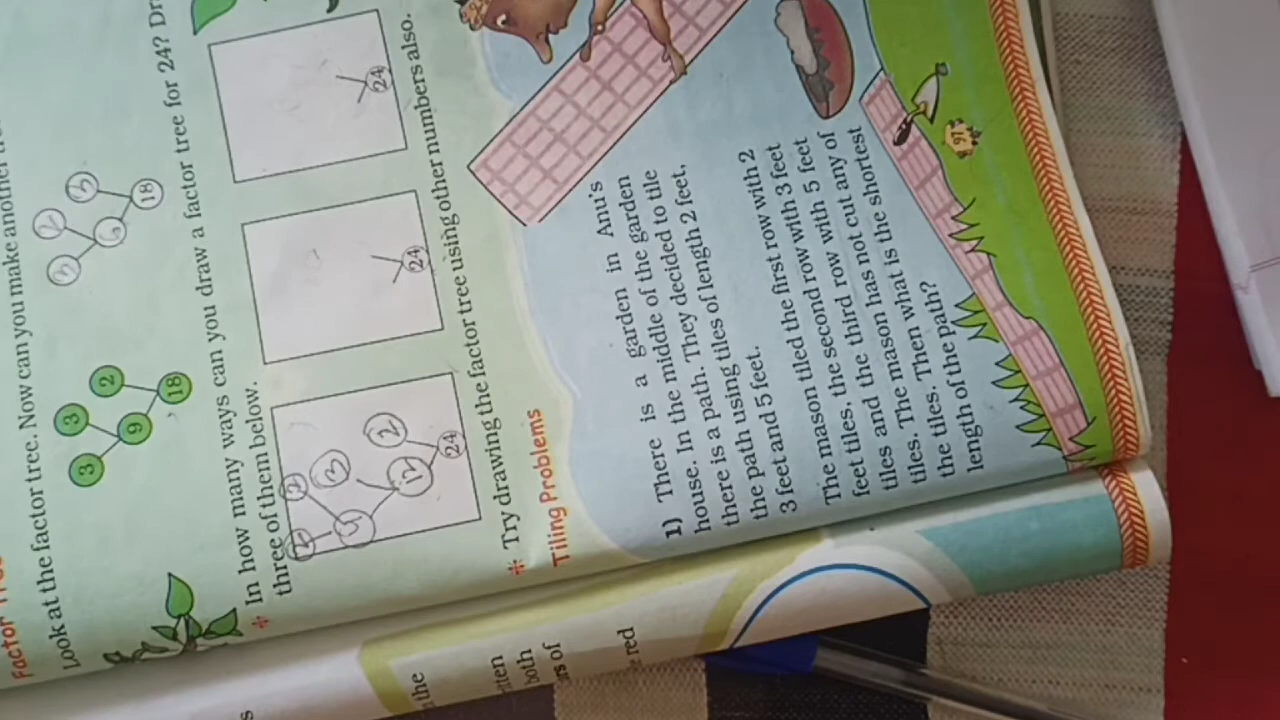 Factor
Look at the factor tree. Now can you make another
3
3
2
9
18
3
2
3
6
18
* In how many ways can you draw a factor tree for 24? Dr
three of them below.
2
2
3
4
12
2
24
24
24
* Try drawing the factor tree using other numbers also.
Tiling Problems
1) There is a garden in Anu's
house. In the middle of the garden
there is a path. They decided to tile
the path using tiles of length 2 feet,
3 feet and 5 feet.
The mason tiled the first row with 2
feet tiles, the second row with 3 feet
tiles and the third row with 5 feet
tiles. The mason has not cut any of
the tiles. Then what is the shortest
length of the path?
97
the
both
rs of
red